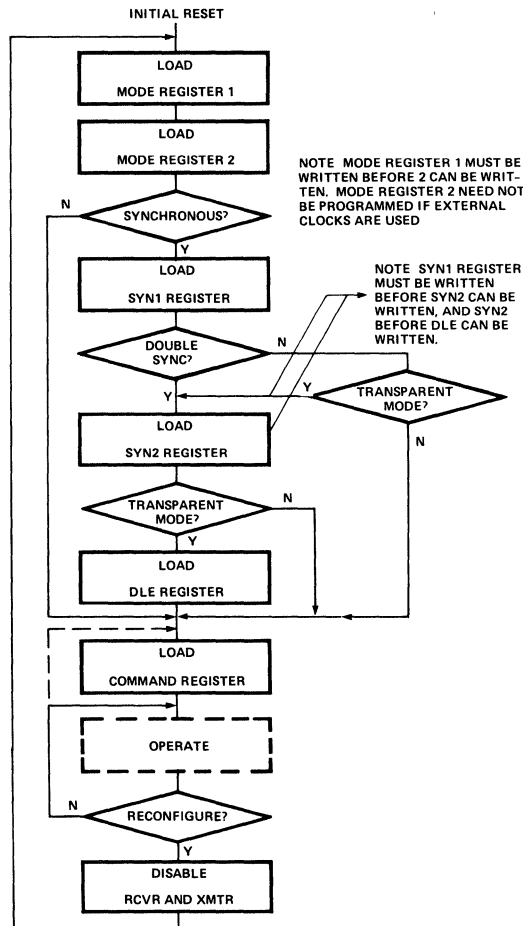 INITIAL RESET
LOAD
MODE REGISTER 1
LOAD
MODE REGISTER 2
NOTE MODE REGISTER 1 MUST BE
WRITTEN BEFORE 2 CAN BE WRIT-
TEN. MODE REGISTER 2 NEED NOT
BE PROGRAMMED IF EXTERNAL
CLOCKS ARE USED
N
SYNCHRONOUS?
Y
LOAD
SYN1 REGISTER
NOTE SYN1 REGISTER
MUST BE WRITTEN
BEFORE SYN2 CAN BE
WRITTEN, AND SYN2
BEFORE DLE CAN BE
WRITTEN.
DOUBLE
SYNC?
N
Y
Y
TRANSPARENT
MODE?
N
LOAD
SYN2 REGISTER
TRANSPARENT
MODE?
N
Y
LOAD
DLE REGISTER
LOAD
COMMAND REGISTER
OPERATE
N
RECONFIGURE?
Y
DISABLE
RCVR AND XMTR